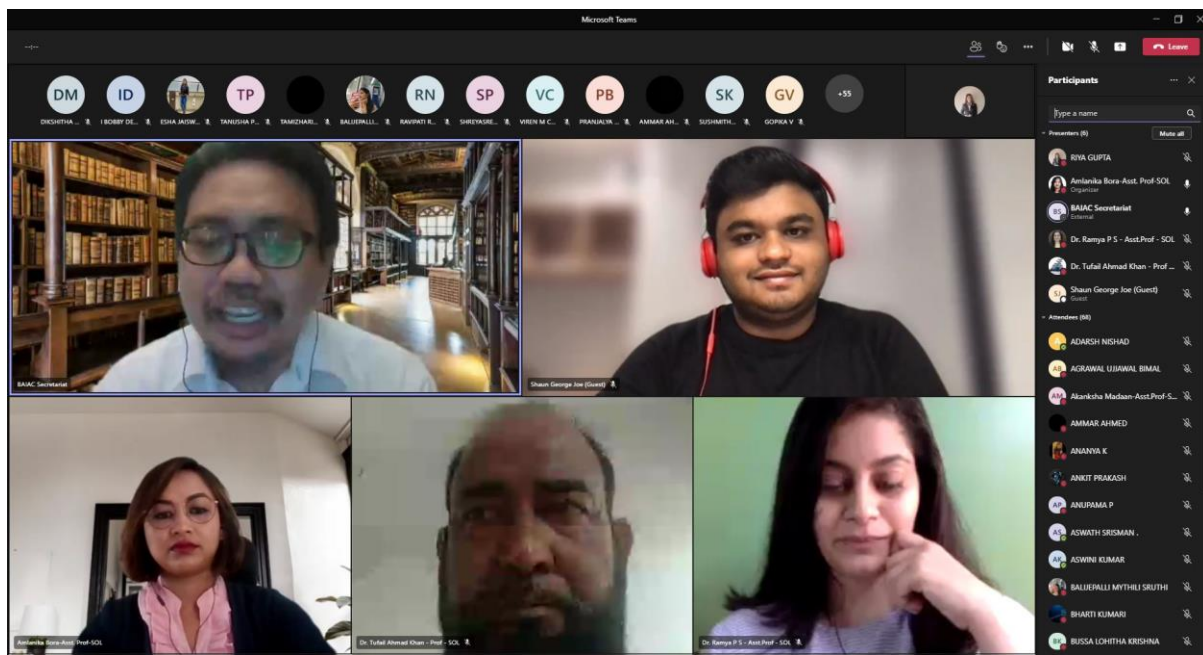 Microsoft Teams
--:--
Leave
DM
ID
TP
RN
SP
VC
PB
SK
GV
+55
DIKSHITHA ...
I BOBBY DE...
ESHA JAISW...
TANUSHA P...
TAMIZHARI...
BALIJEPALLI...
RAVIPATI R...
SHREYASRE...
VIREN M C...
PRANJALYA ...
AMMAR AH...
SUSHMITH...
GOPIKA V
BAIAC Secretariat
Shaun George Joe (Guest)
Amlanika Bora-Asst. Prof-SOL
Dr. Tufail Ahmad Khan - Prof - SOL
Dr. Ramya P S - Asst.Prof - SOL
Participants
Type a name
Presenters (6)
Mute all
RIYA GUPTA
Amlanika Bora-Asst. Prof-SOL
Organizer
BS
BAIAC Secretariat
External
Dr. Ramya P S - Asst.Prof - SOL
Dr. Tufail Ahmad Khan - Prof ...
SJ
Shaun George Joe (Guest)
Guest
Attendees (68)
ADARSH NISHAD
AB
AGRAWAL UJJAWAL BIMAL
AM
Akanksha Madaan-Asst.Prof-S...
AMMAR AHMED
ANANYA K
ANKIT PRAKASH
AP
ANUPAMA P
AS
ASWATH SRISMAN .
AK
ASWINI KUMAR
BALIJEPALLI MYTHILI SRUTHI
BHARTI KUMARI
BK
BUSSA LOHITHA KRISHNA